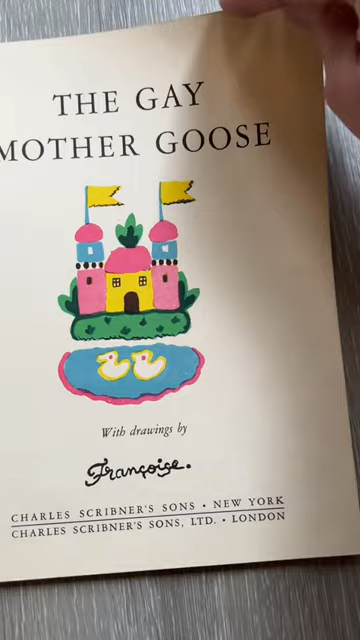 THE GAY
MOTHER GOOSE
With drawings by
Françoise.
CHARLES SCRIBNER'S SONS • NEW YORK
CHARLES SCRIBNER'S SONS, LTD. • LONDON